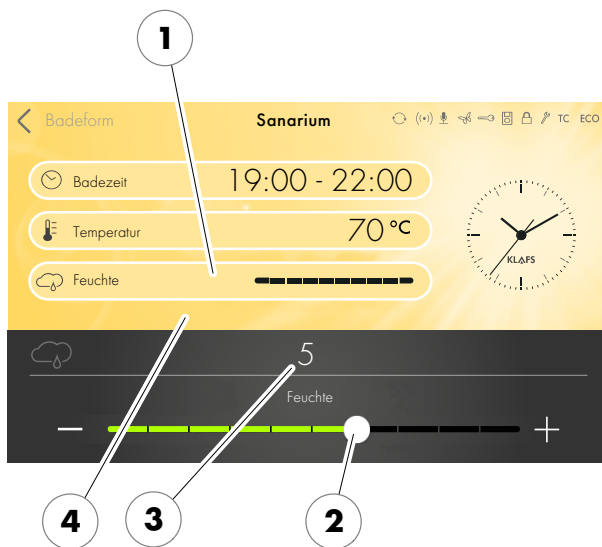 1
Badeform
Sanarium
((•)) TC ECO
Badezeit 19:00 - 22:00
Temperatur 70 °C
Feuchte
KLAFS
5
Feuchte
− +
4 3 2